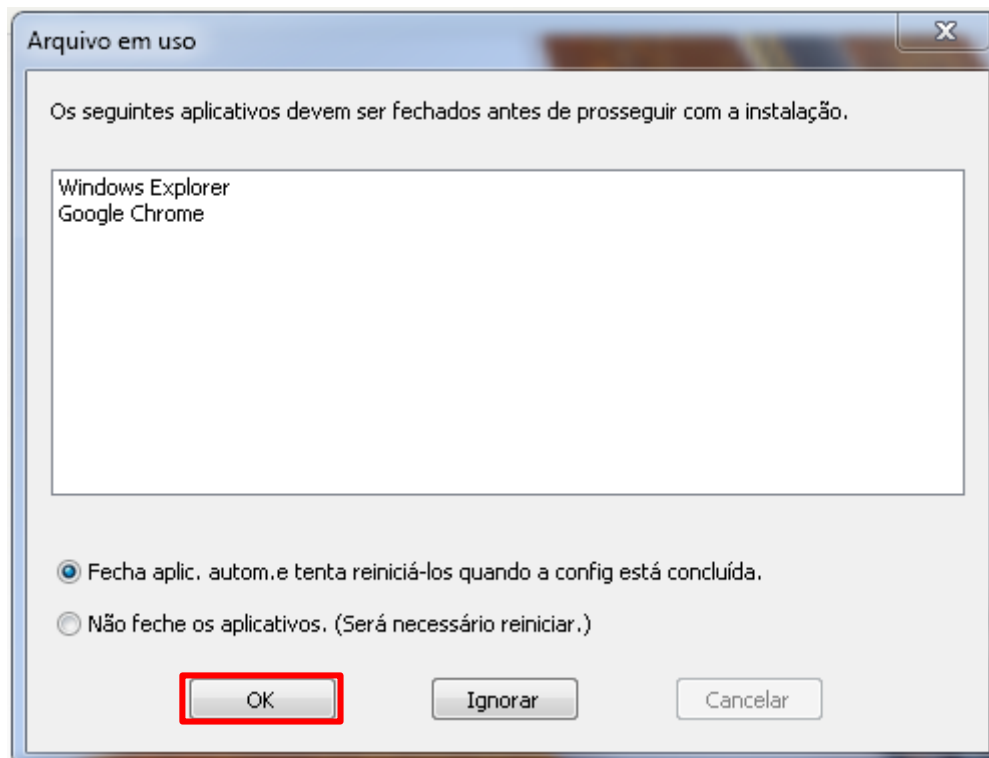 Arquivo em uso
Os seguintes aplicativos devem ser fechados antes de prosseguir com a instalação.
Windows Explorer
Google Chrome
Fecha aplic. autom.e tenta reiniciá-los quando a config está concluída.
Não feche os aplicativos. (Será necessário reiniciar.)
OK Ignorar Cancelar